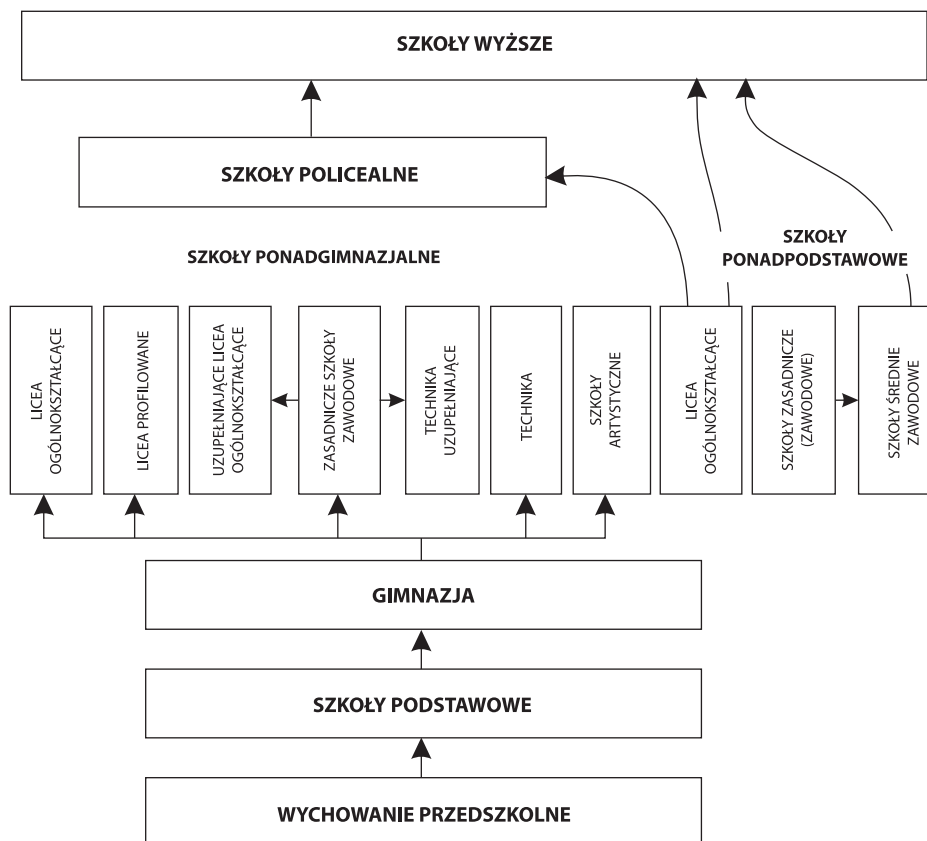 SZKOŁY WYŻSZE
SZKOŁY POLICEALNE
SZKOŁY PONADGIMNAZJALNE
SZKOŁY
PONADPODSTAWOWE
LICEA
OGÓLNOKSZTAŁCĄCE
LICEA PROFILOWANE
UZUPEŁNIAJĄCE LICEA
OGÓLNOKSZTAŁCĄCE
ZASADNICZE SZKOŁY
ZAWODOWE
TECHNIKA
UZUPEŁNIAJĄCE
TECHNIKA
SZKOŁY
ARTYSTYCZNE
LICEA
OGÓLNOKSZTAŁCĄCE
SZKOŁY ZASADNICZE
(ZAWODOWE)
SZKOŁY ŚREDNIE
ZAWODOWE
GIMNAZJA
SZKOŁY PODSTAWOWE
WYCHOWANIE PRZEDSZKOLNE